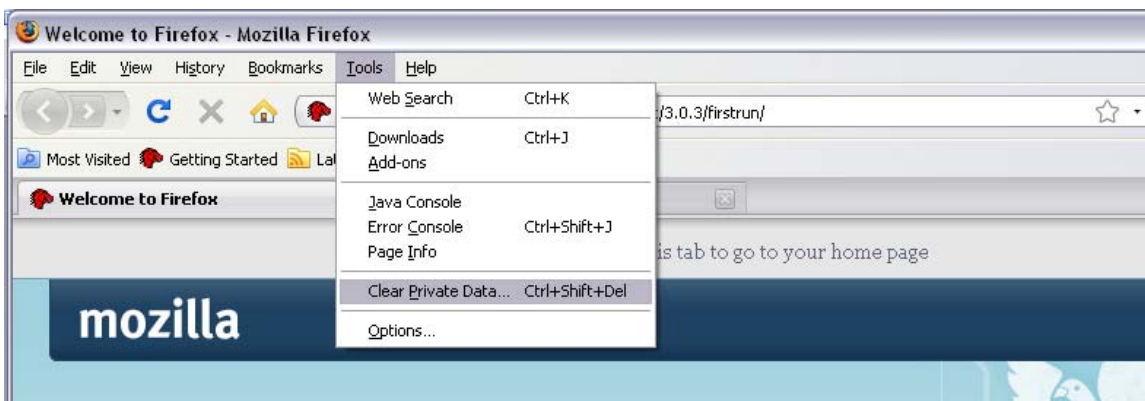 Welcome to Firefox - Mozilla Firefox
File Edit View History Bookmarks Tools Help
Web Search Ctrl+K
/3.0.3/firstrun/
Downloads Ctrl+J
Most Visited Getting Started
Add-ons
Welcome to Firefox
Java Console
Error Console Ctrl+Shift+J
Page Info
tab to go to your home page
Clear Private Data... Ctrl+Shift+Del
mozilla
Options...